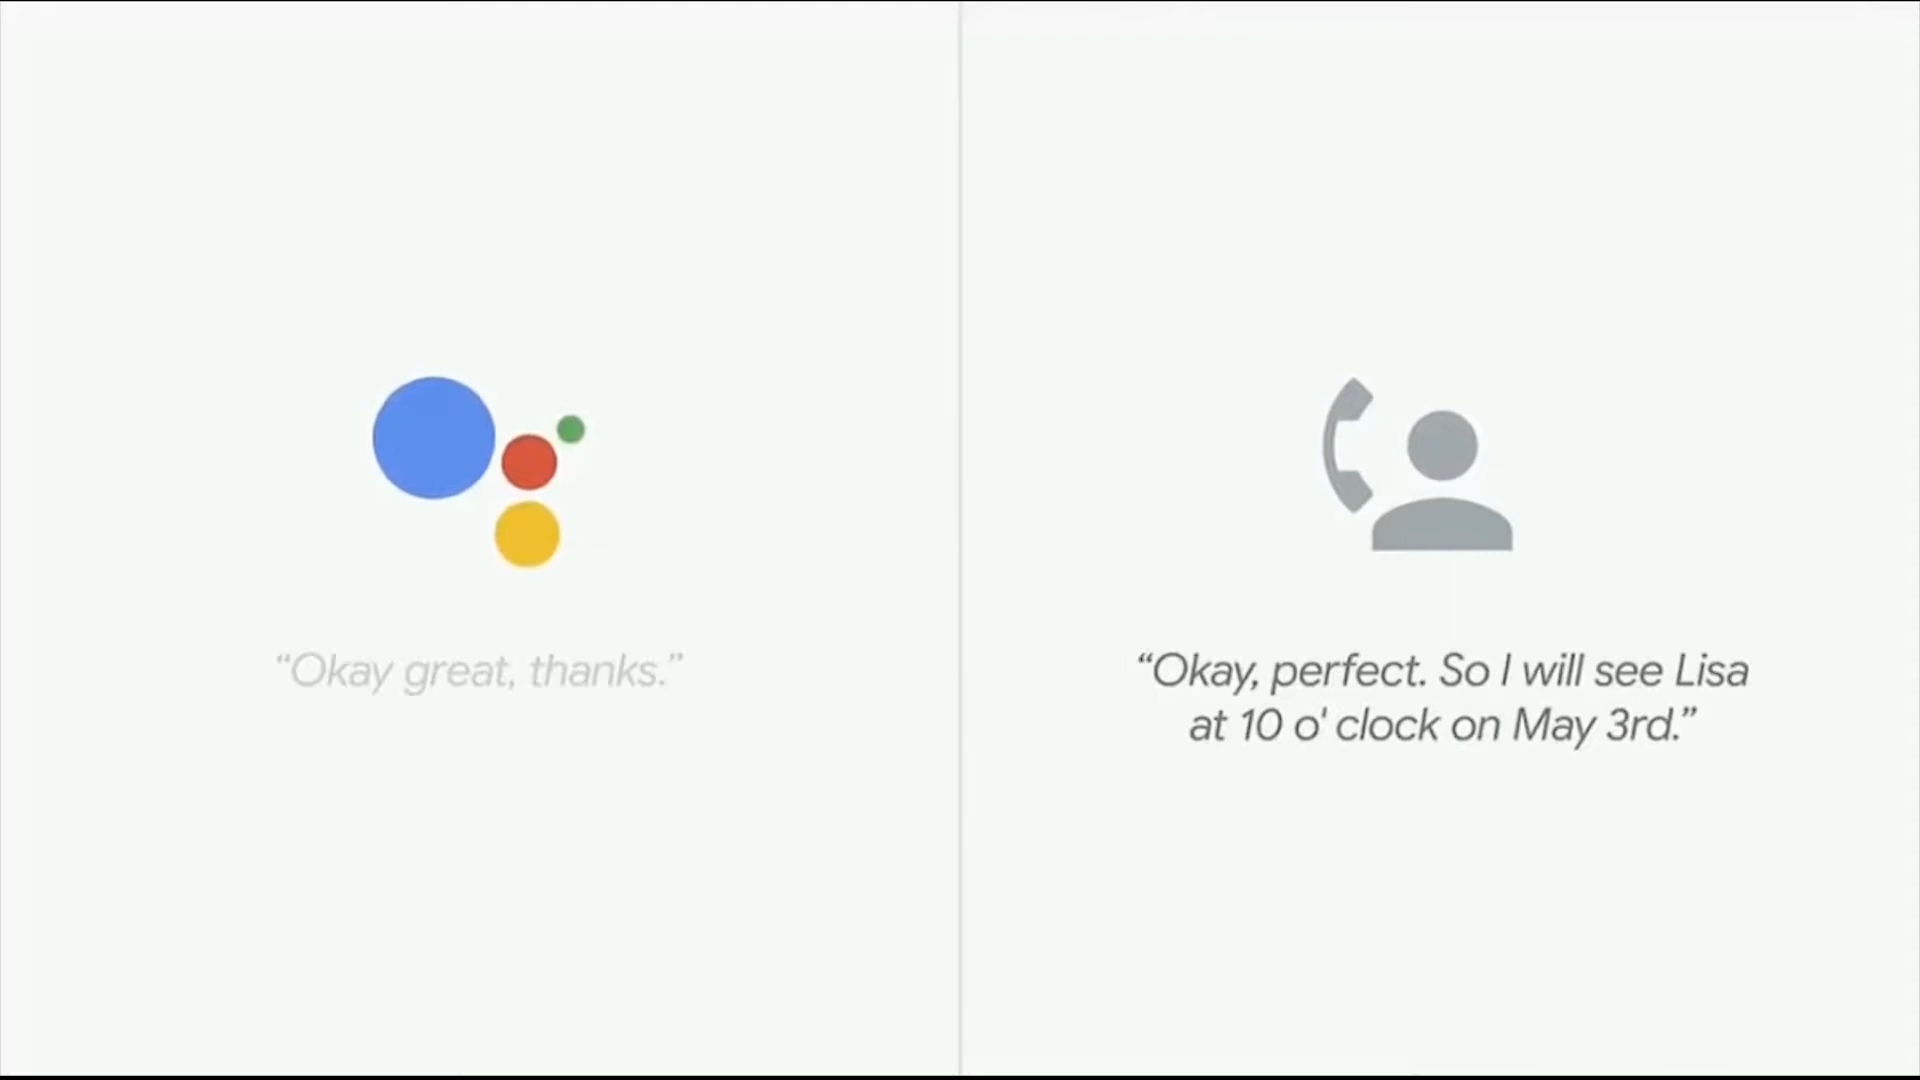 “Okay great, thanks.”
“Okay, perfect. So I will see Lisa
at 10 o' clock on May 3rd.”